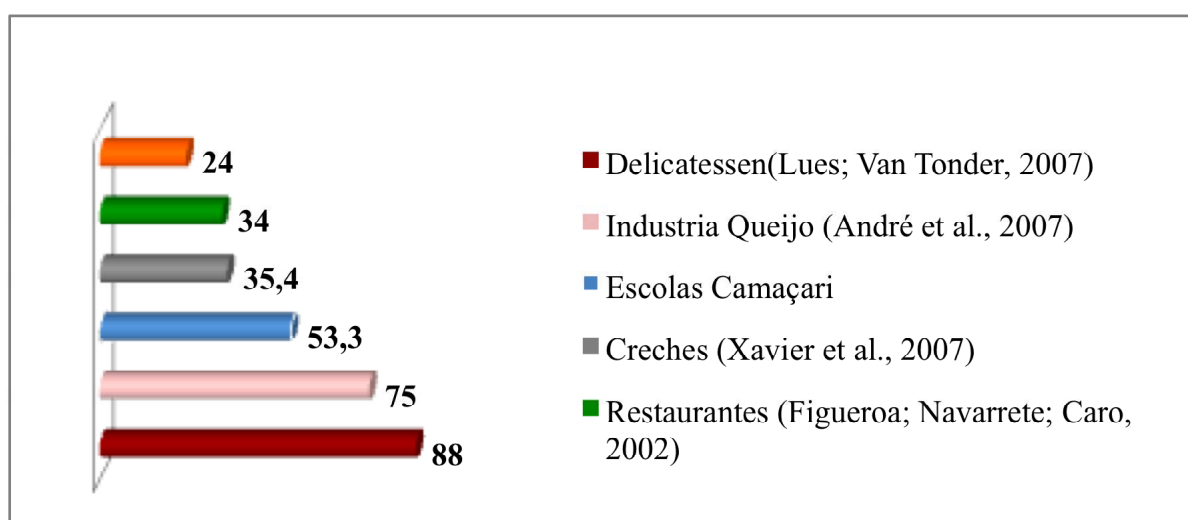 24
34
35,4
53,3
75
88
Delicatessen(Lues; Van Tonder, 2007)
Industria Queijo (André et al., 2007)
Escolas Camaçari
Creches (Xavier et al., 2007)
Restaurantes (Figueroa; Navarrete; Caro,
2002)